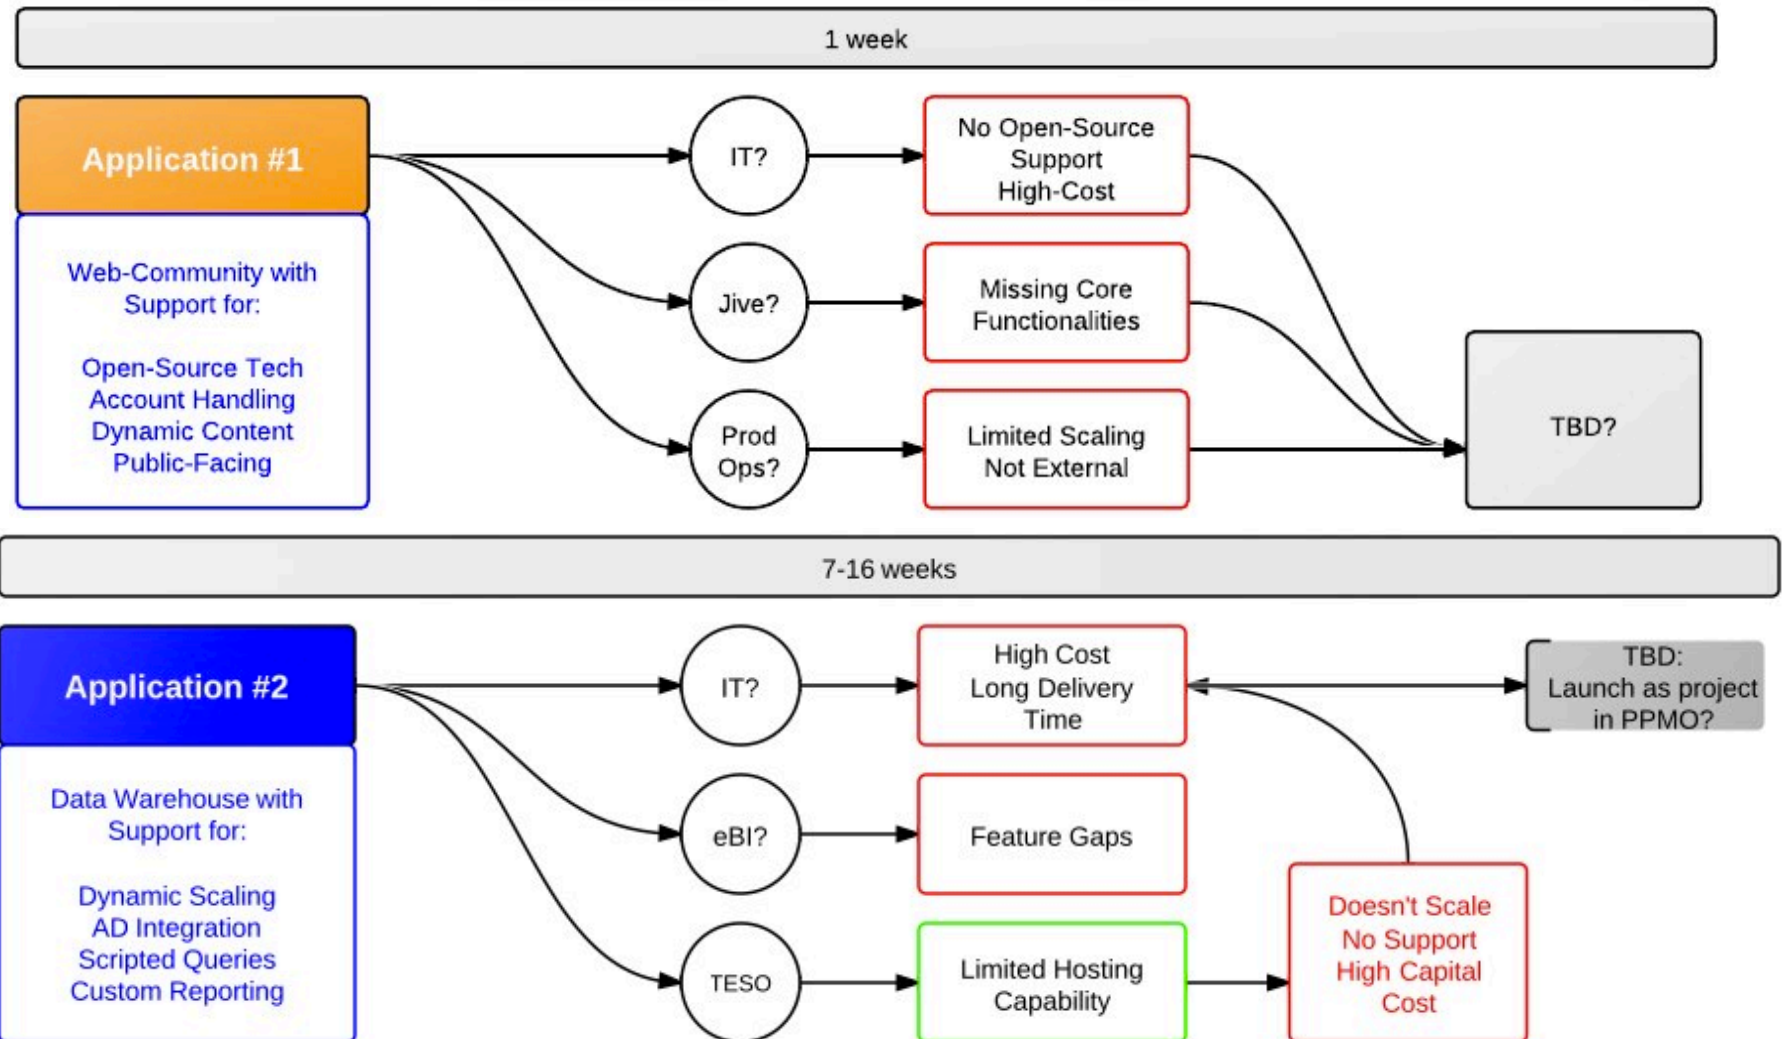 1 week
Application #1
Web-Community with
Support for:
Open-Source Tech
Account Handling
Dynamic Content
Public-Facing
IT?
No Open-Source
Support
High-Cost
Jive?
Missing Core
Functionalities
Prod
Ops?
Limited Scaling
Not External
TBD?
7-16 weeks
Application #2
Data Warehouse with
Support for:
Dynamic Scaling
AD Integration
Scripted Queries
Custom Reporting
IT?
High Cost
Long Delivery
Time
TBD:
Launch as project
in PPMO?
eBI?
Feature Gaps
TESO
Limited Hosting
Capability
Doesn't Scale
No Support
High Capital
Cost